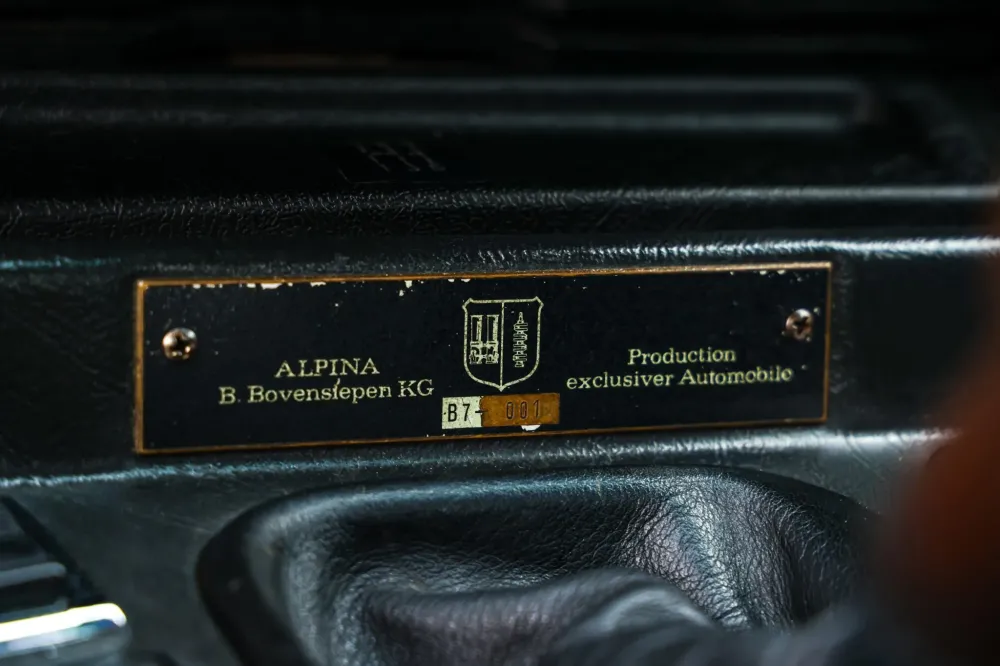 ALPINA
B. Bovensiepen KG
B7- 001
Production
exclusiver Automobile